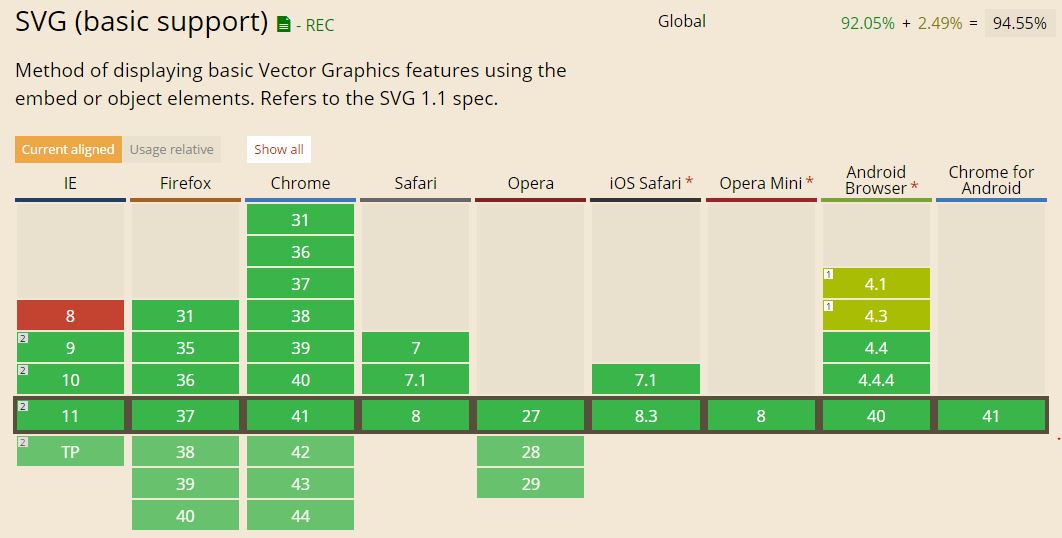 SVG (basic support) - REC
Global 92.05% + 2.49% = 94.55%
Method of displaying basic Vector Graphics features using the
embed or object elements. Refers to the SVG 1.1 spec.
Current aligned Usage relative Show all
IE Firefox Chrome Safari Opera iOS Safari * Opera Mini * Android Browser * Chrome for Android
31
36
37 1 4.1
8 31 38 1 4.3
2 9 35 39 7 4.4
2 10 36 40 7.1 7.1 4.4.4
2 11 37 41 8 27 8.3 8 40 41
2 TP 38 42 28
39 43 29
40 44